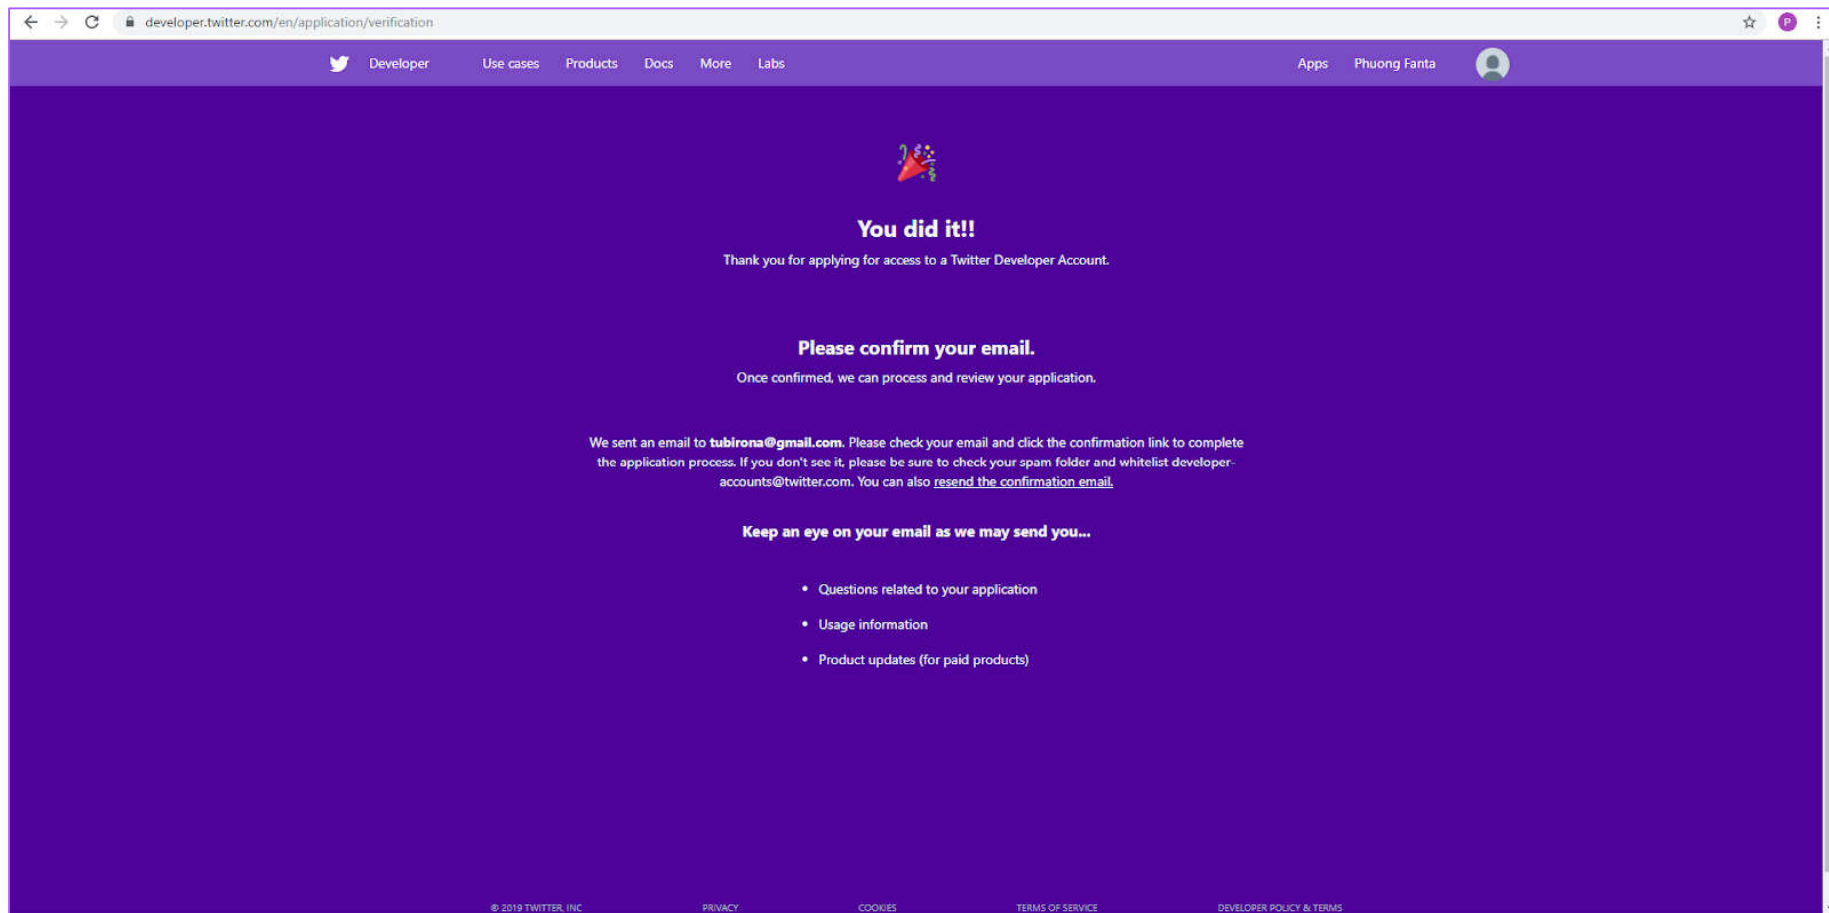 developer.twitter.com/en/application/verification
P
Developer Use cases Products Docs More Labs Apps Phuong Fanta
You did it!!
Thank you for applying for access to a Twitter Developer Account.
Please confirm your email.
Once confirmed, we can process and review your application.
We sent an email to tubirona@gmail.com. Please check your email and click the confirmation link to complete
the application process. If you don't see it, please be sure to check your spam folder and whitelist developer-
accounts@twitter.com. You can also resend the confirmation email.
Keep an eye on your email as we may send you...
• Questions related to your application
• Usage information
• Product updates (for paid products)
© 2019 TWITTER, INC PRIVACY COOKIES TERMS OF SERVICE DEVELOPER POLICY & TERMS